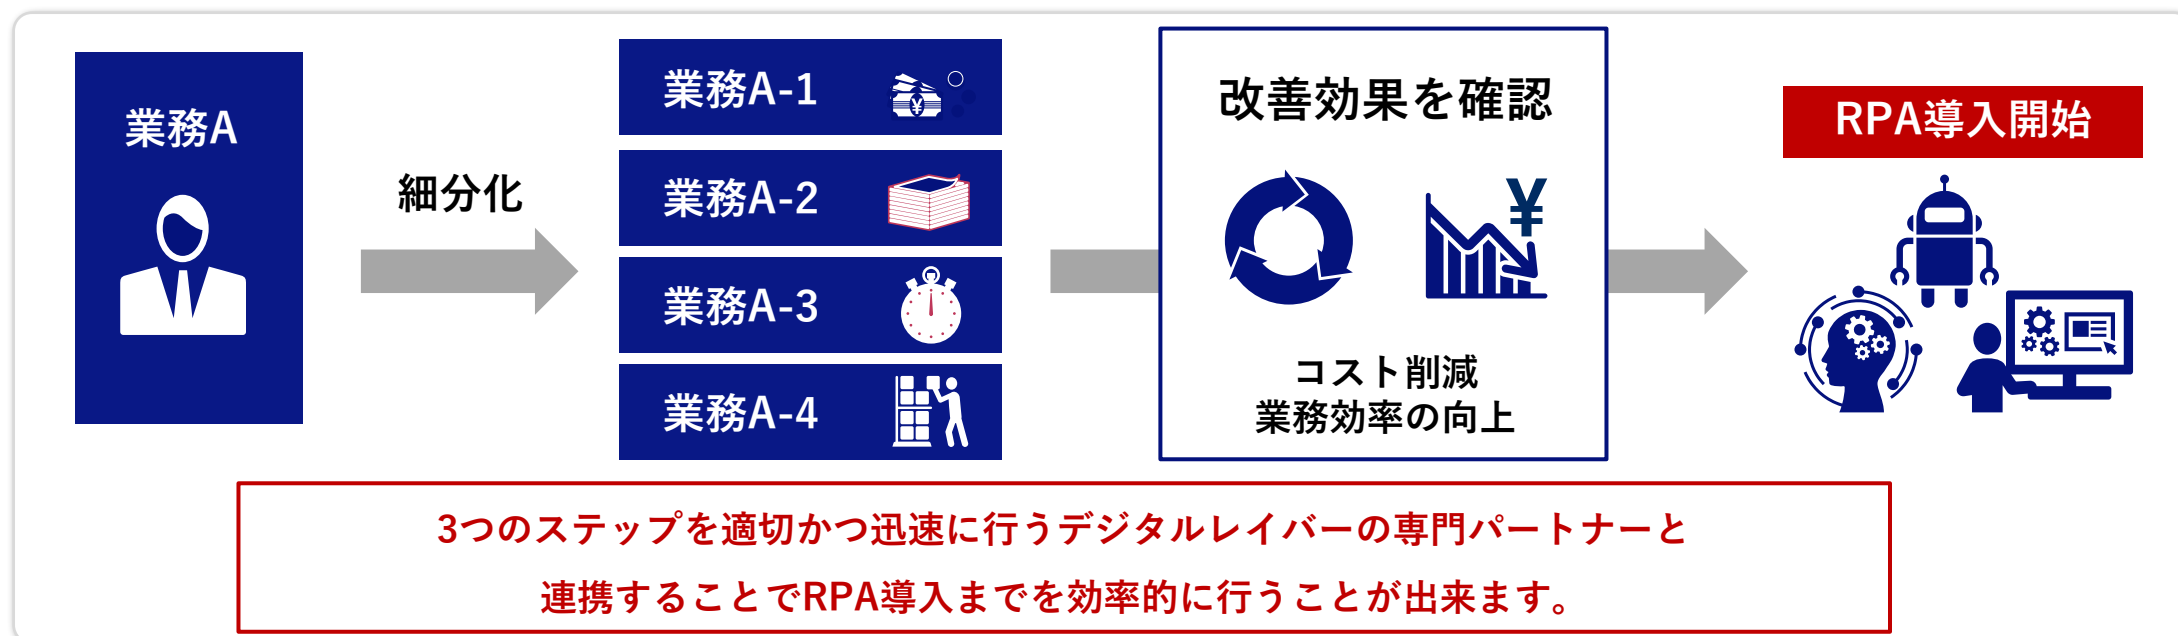 業務A
細分化
業務A-1
¥
業務A-2
業務A-3
業務A-4
改善効果を確認
¥
コスト削減
業務効率の向上
RPA導入開始
3つのステップを適切かつ迅速に行うデジタルレイバーの専門パートナーと
連携することでRPA導入までを効率的に行うことが出来ます。